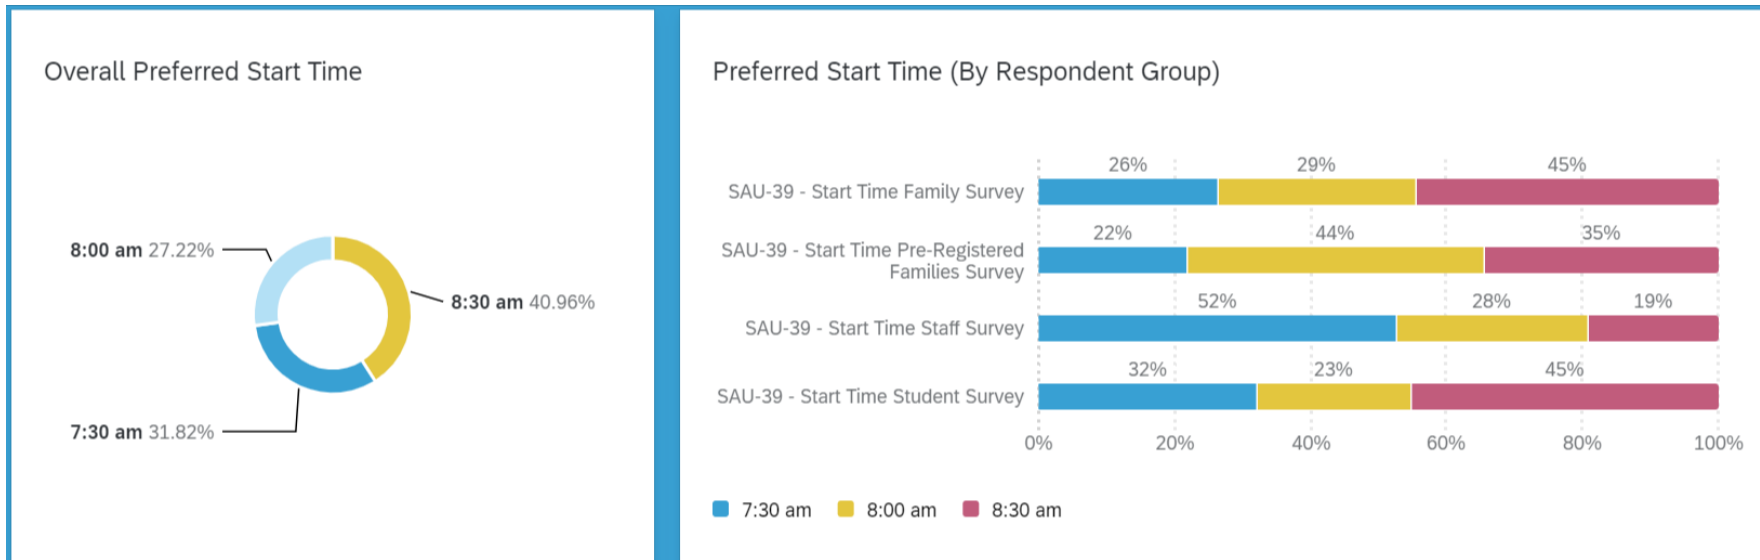 Overall Preferred Start Time
8:00 am 27.22%
8:30 am 40.96%
7:30 am 31.82%
Preferred Start Time (By Respondent Group)
26% 29% 45%
SAU-39 - Start Time Family Survey
22% 44% 35%
SAU-39 - Start Time Pre-Registered
Families Survey
52% 28% 19%
SAU-39 - Start Time Staff Survey
32% 23% 45%
SAU-39 - Start Time Student Survey
0% 20% 40% 60% 80% 100%
7:30 am 8:00 am 8:30 am